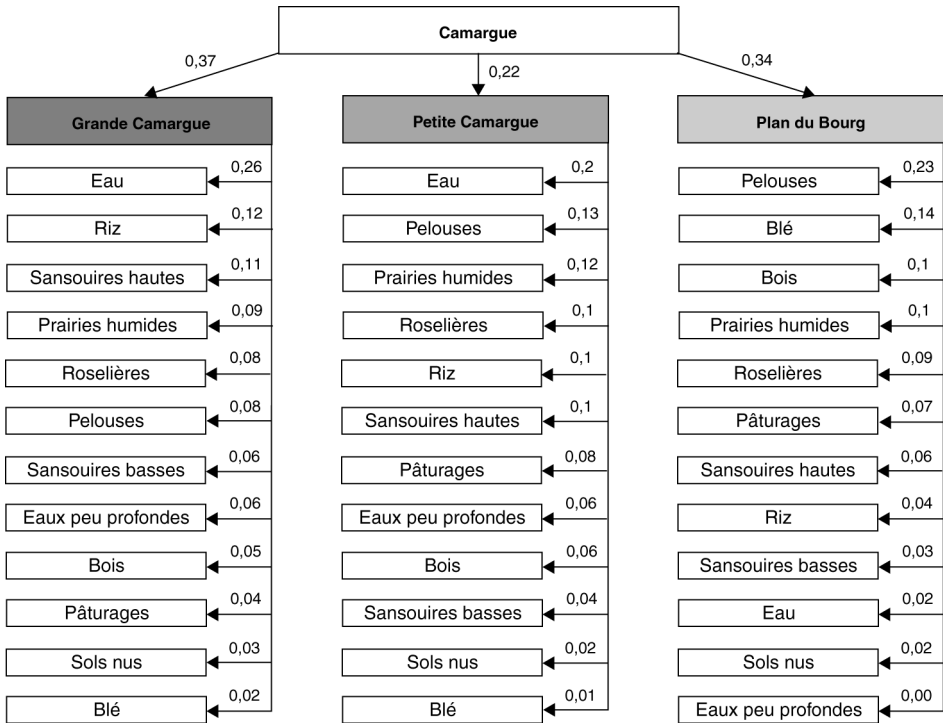 Camargue
0,37
0,22
0,34
Grande Camargue
Petite Camargue
Plan du Bourg
Eau
0,26
Riz
0,12
Sansouires hautes
0,11
Prairies humides
0,09
Roselières
0,08
Pelouses
0,08
Sansouires basses
0,06
Eaux peu profondes
0,06
Bois
0,05
Pâturages
0,04
Sols nus
0,03
Blé
0,02
Eau
0,2
Pelouses
0,13
Prairies humides
0,12
Roselières
0,1
Riz
0,1
Sansouires hautes
0,1
Pâturages
0,08
Eaux peu profondes
0,06
Bois
0,06
Sansouires basses
0,04
Sols nus
0,02
Blé
0,01
Pelouses
0,23
Blé
0,14
Bois
0,1
Prairies humides
0,1
Roselières
0,09
Pâturages
0,07
Sansouires hautes
0,06
Riz
0,04
Sansouires basses
0,03
Eau
0,02
Sols nus
0,02
Eaux peu profondes
0,00